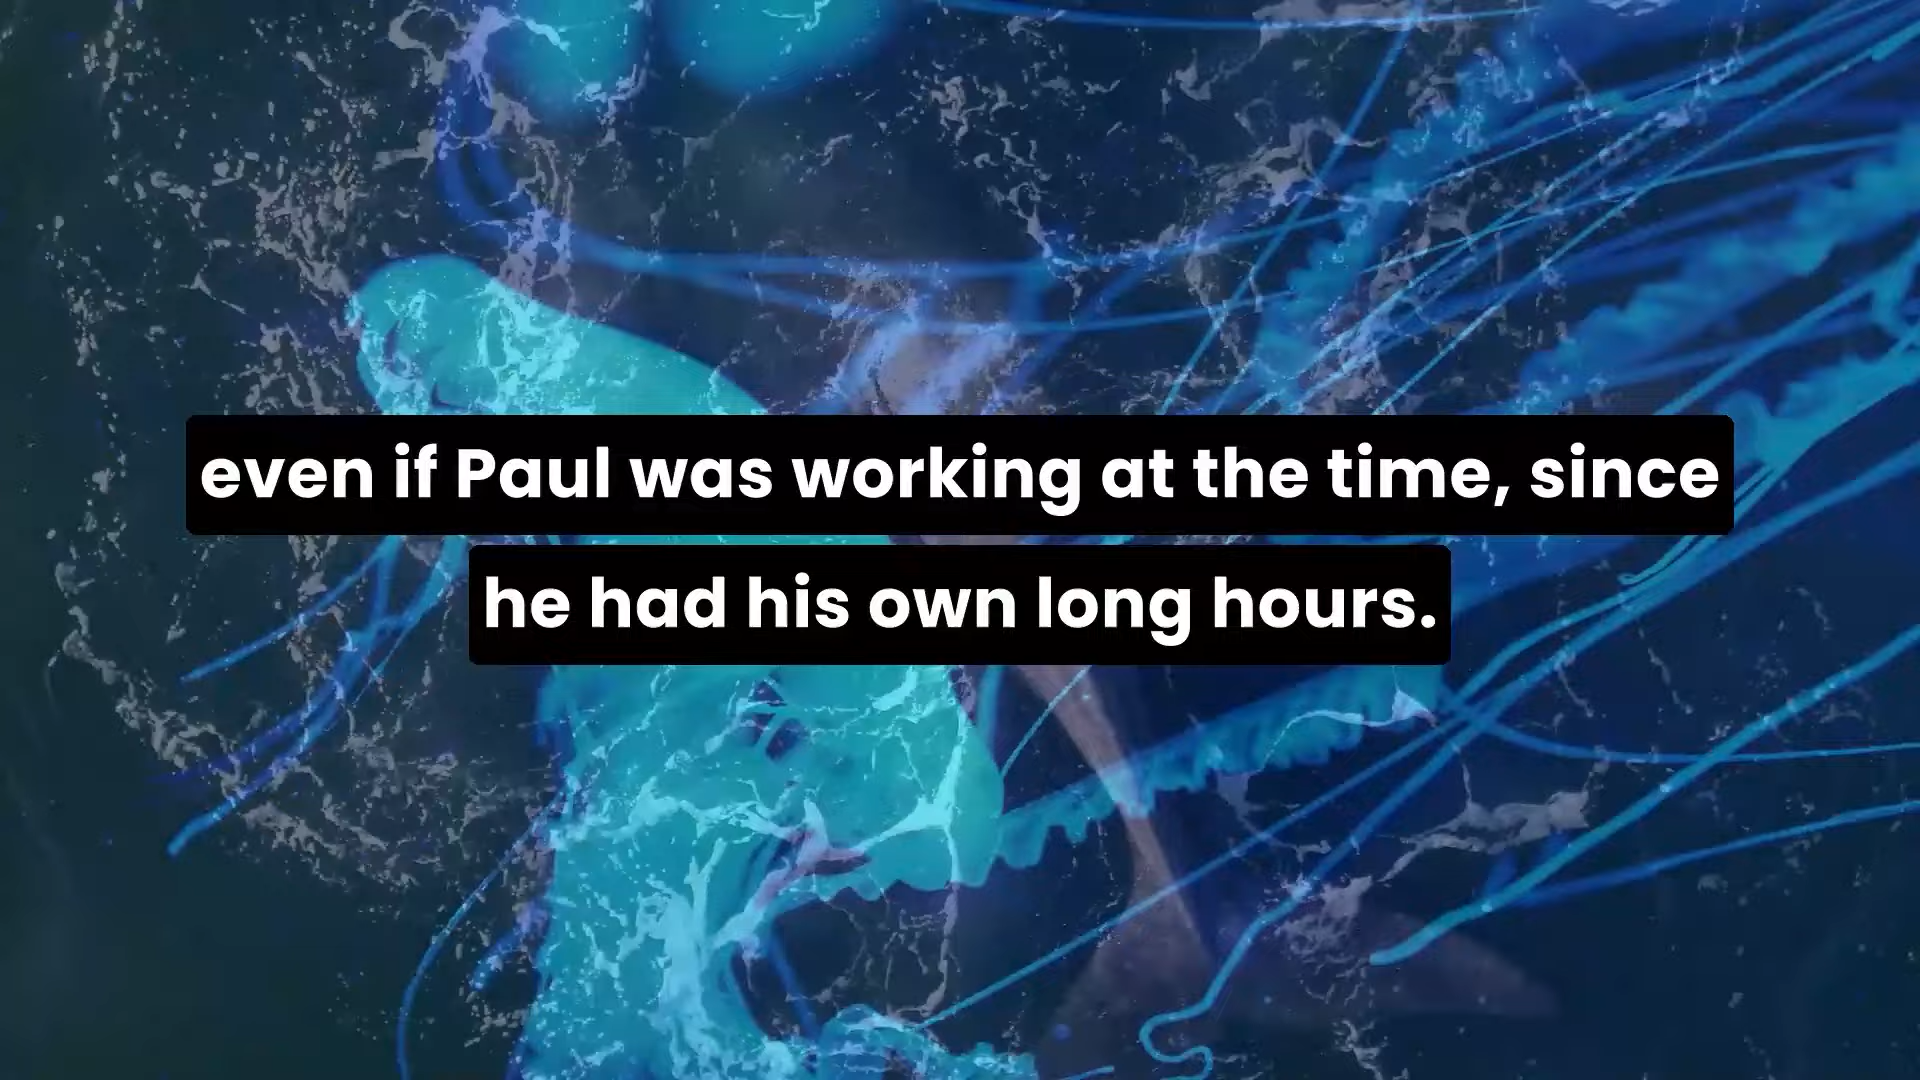 even if Paul was working at the time, since
he had his own long hours.